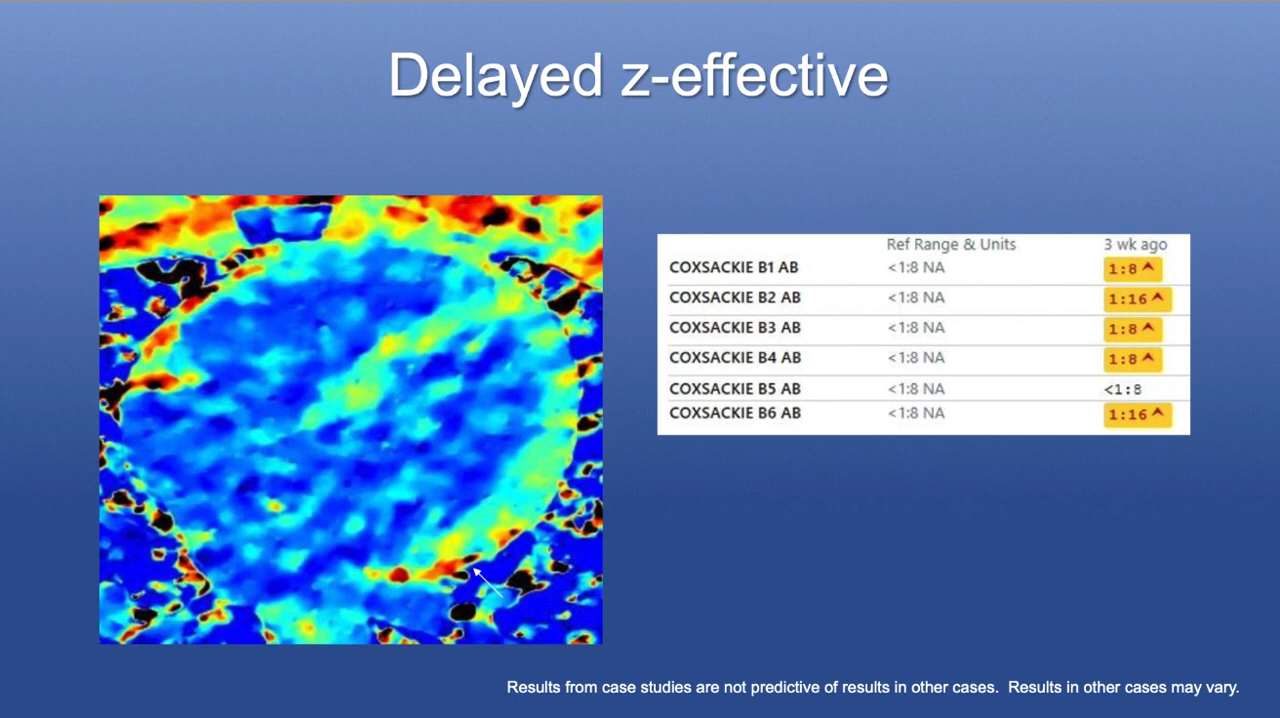 Delayed z-effective
Ref Range & Units 3 wk ago
COXSACKIE B1 AB <1:8 NA 1:8 ^
COXSACKIE B2 AB <1:8 NA 1:16 ^
COXSACKIE B3 AB <1:8 NA 1:8 ^
COXSACKIE B4 AB <1:8 NA 1:8 ^
COXSACKIE B5 AB <1:8 NA <1:8
COXSACKIE B6 AB <1:8 NA 1:16 ^
Results from case studies are not predictive of results in other cases. Results in other cases may vary.